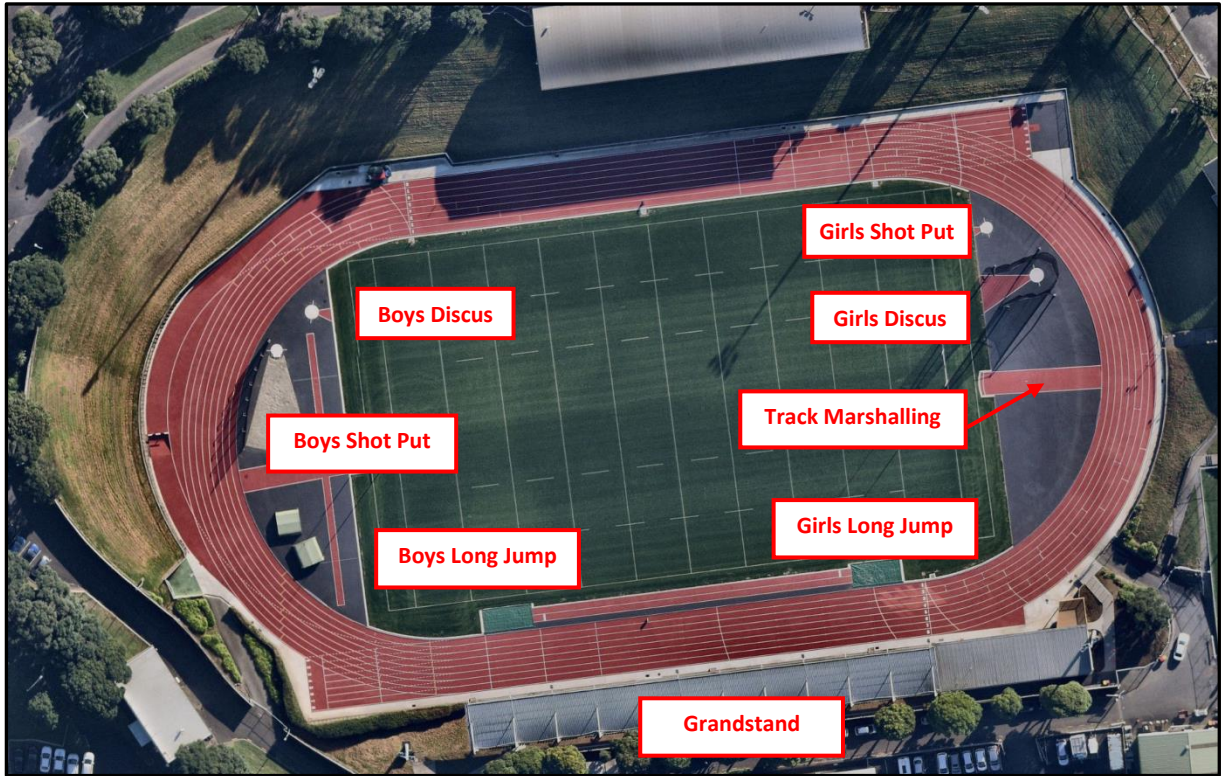 Girls Shot Put
Boys Discus
Girls Discus
Track Marshalling
Boys Shot Put
Girls Long Jump
Boys Long Jump
Grandstand